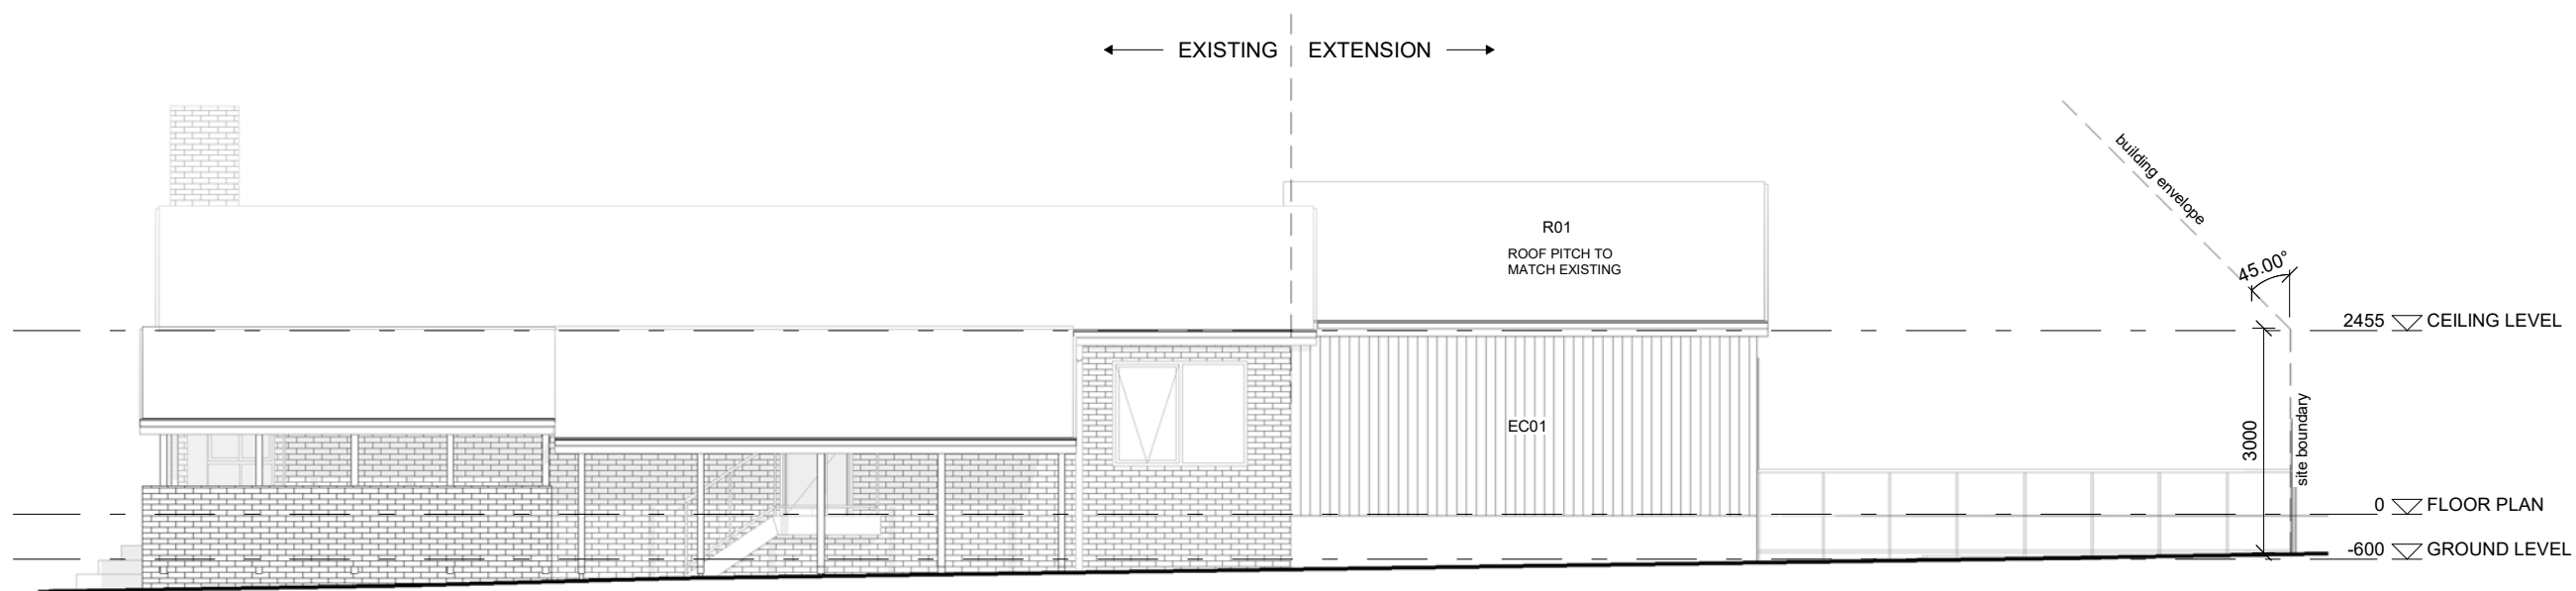 EXISTING EXTENSION
building envelope
R01
ROOF PITCH TO
MATCH EXISTING
45.00°
2455 CEILING LEVEL
3000
site boundary
EC01
0 FLOOR PLAN
-600 GROUND LEVEL